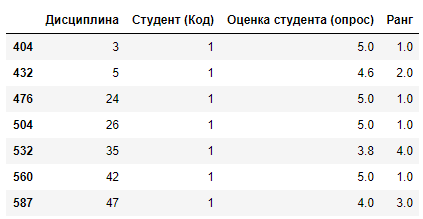 Дисциплина Студент (Код) Оценка студента (опрос) Ранг
404 3 1 5.0 1.0
432 5 1 4.6 2.0
476 24 1 5.0 1.0
504 26 1 5.0 1.0
532 35 1 3.8 4.0
560 42 1 5.0 1.0
587 47 1 4.0 3.0